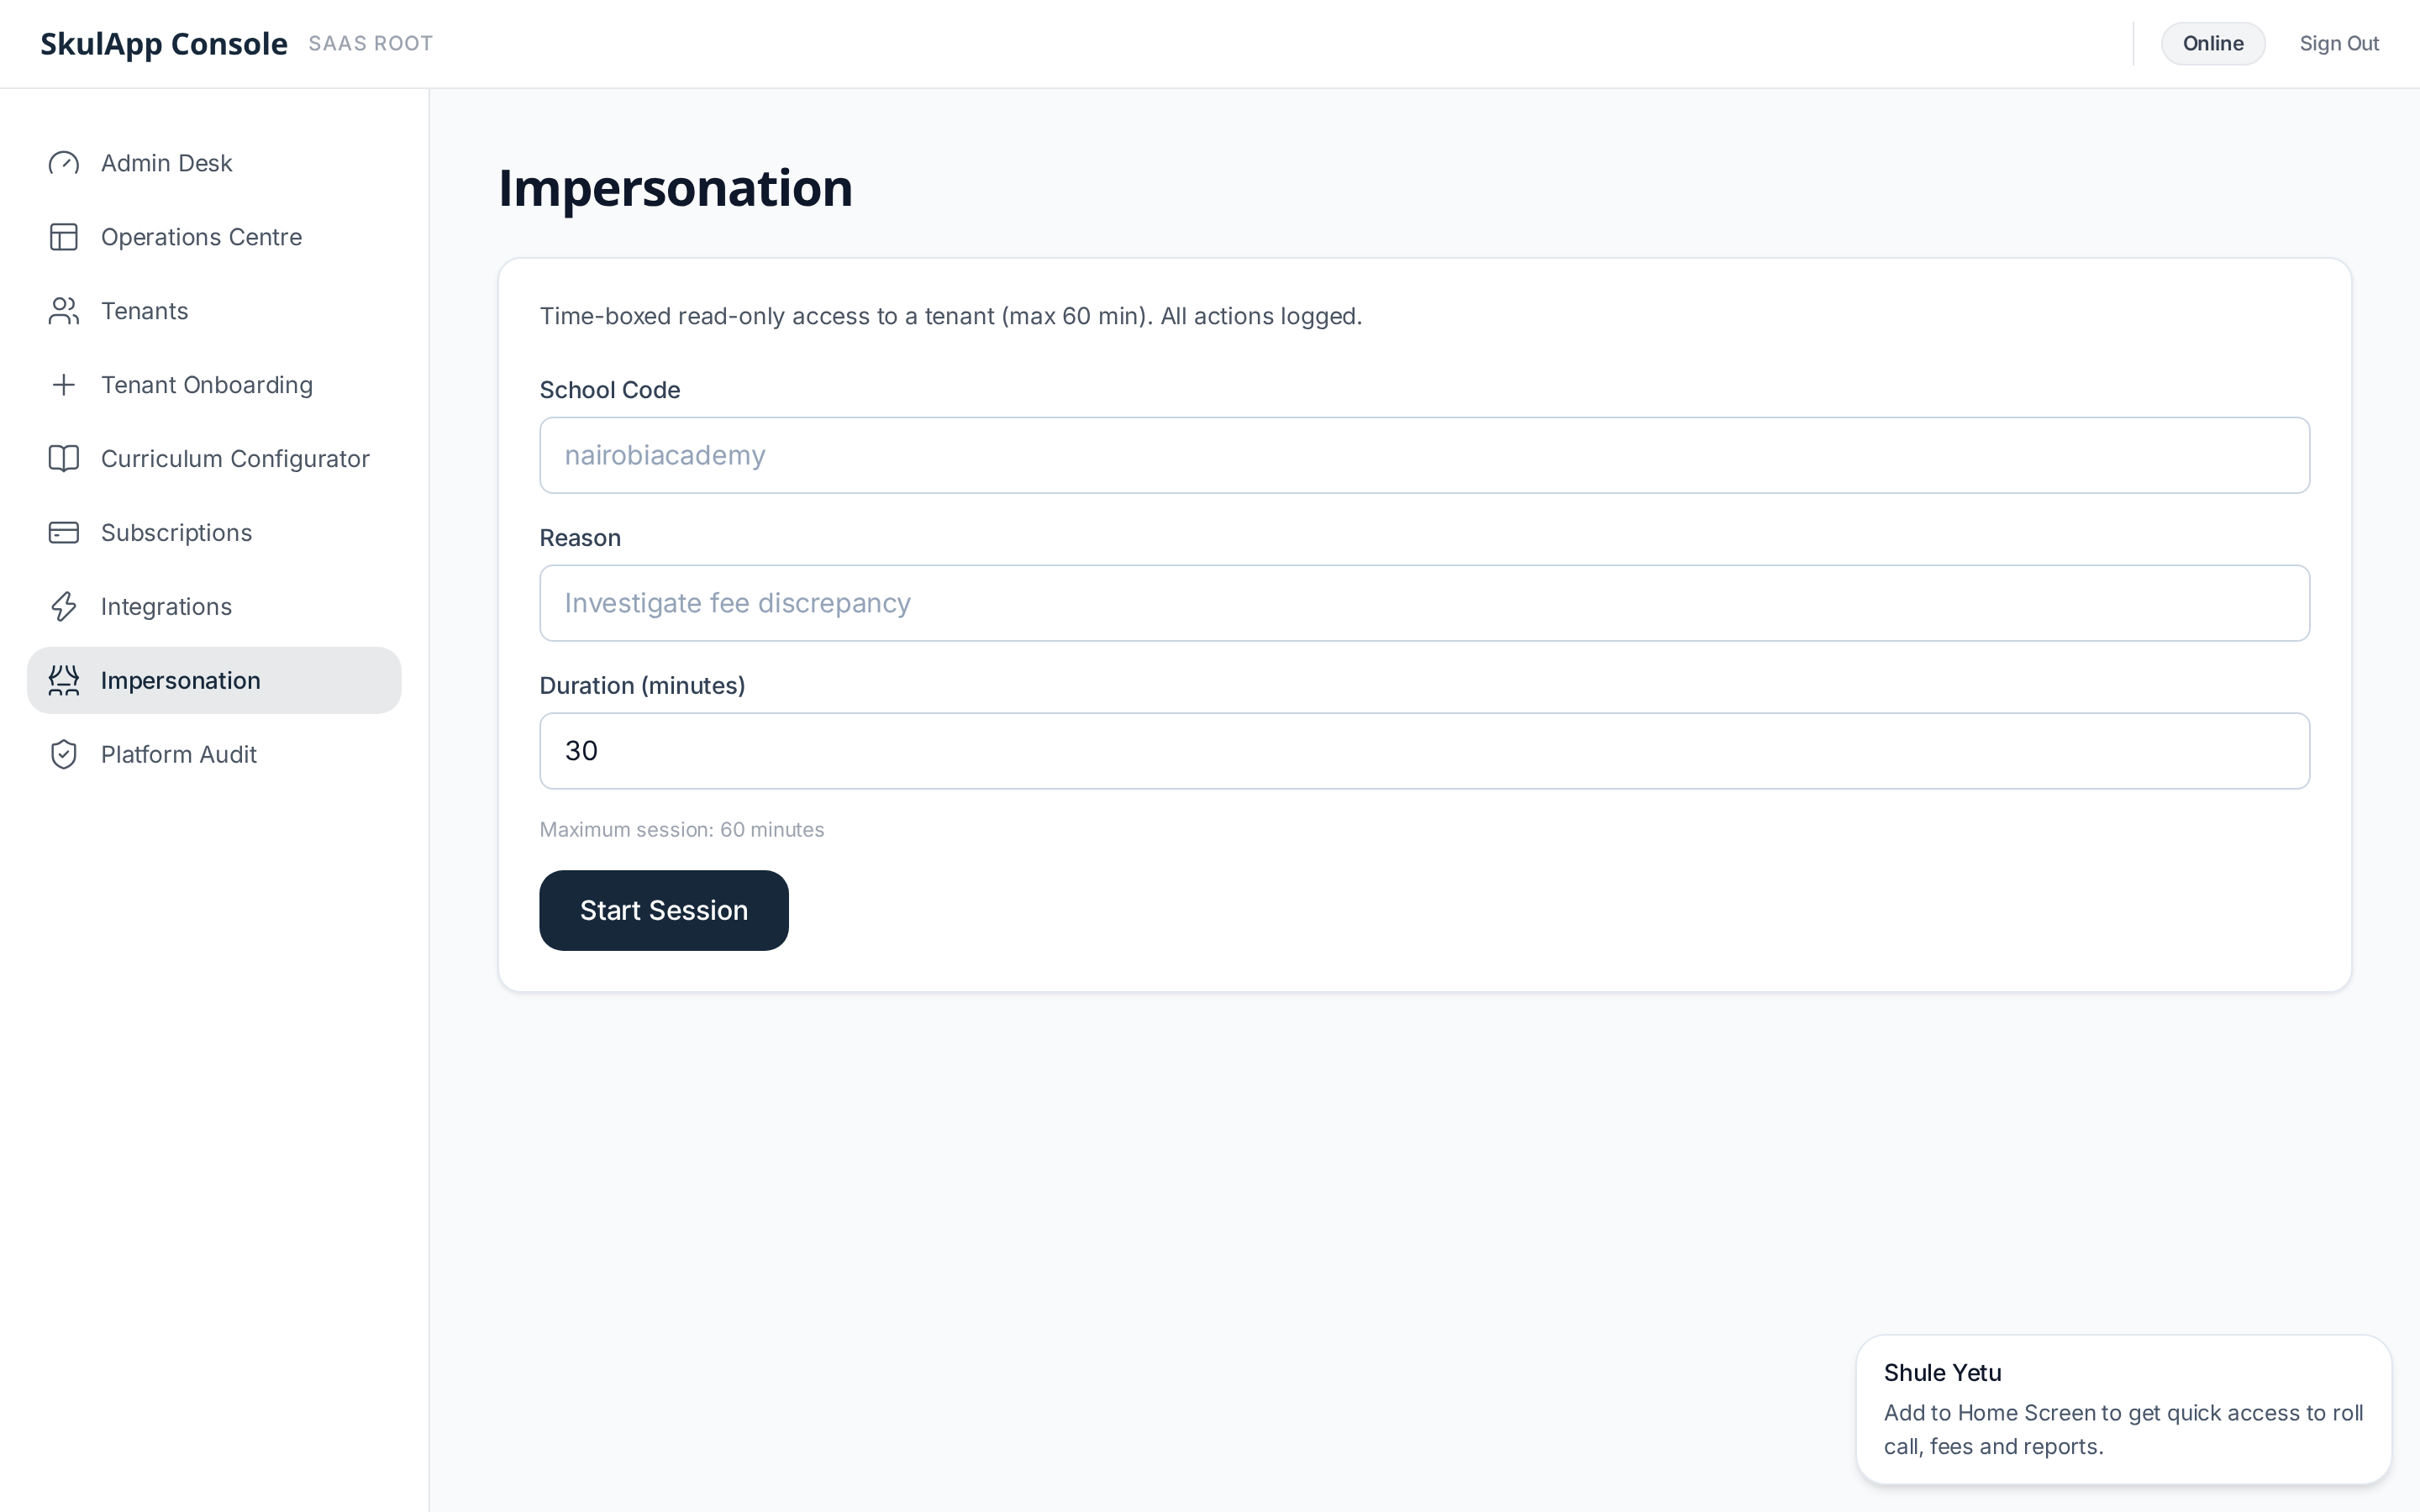 SkulApp Console SAAS ROOT
Online
Sign Out
Admin Desk
Operations Centre
Tenants
Tenant Onboarding
Curriculum Configurator
Subscriptions
Integrations
Impersonation
Platform Audit
Impersonation
Time-boxed read-only access to a tenant (max 60 min). All actions logged.
School Code
nairobiacademy
Reason
Investigate fee discrepancy
Duration (minutes)
30
Maximum session: 60 minutes
Start Session
Shule Yetu
Add to Home Screen to get quick access to roll
call, fees and reports.